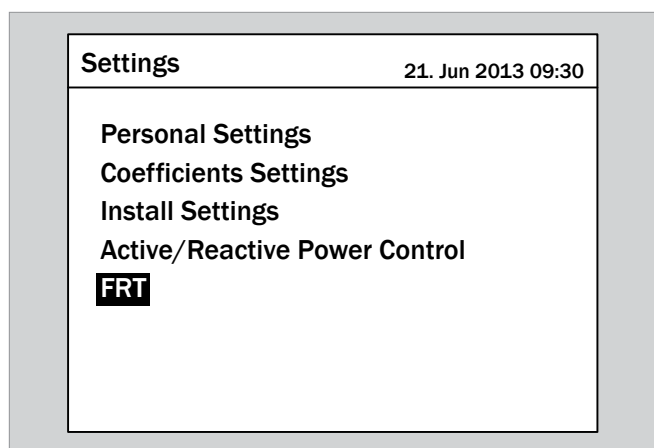 Settings
21. Jun 2013 09:30
Personal Settings
Coefficients Settings
Install Settings
Active/Reactive Power Control
FRT